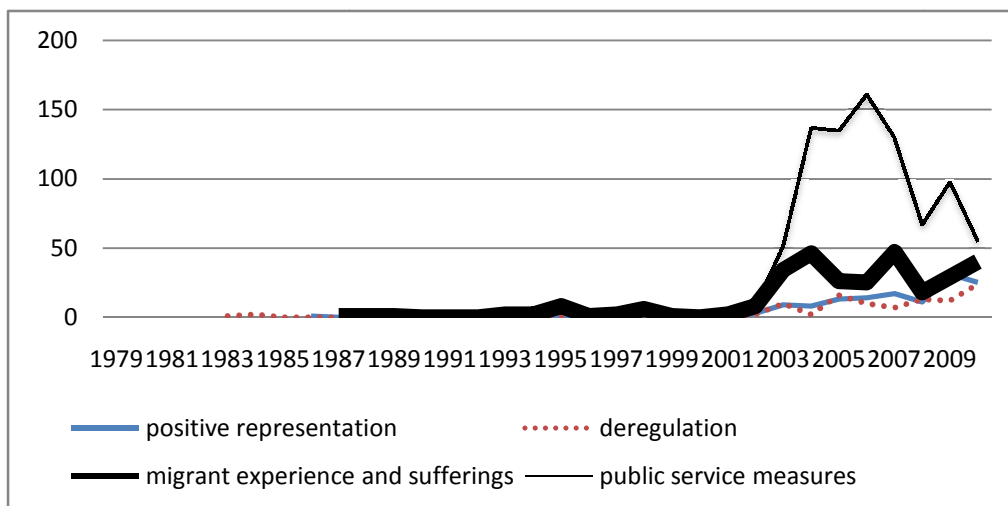 200
150
100
50
0
1979 1981 1983 1985 1987 1989 1991 1993 1995 1997 1999 2001 2003 2005 2007 2009
positive representation deregulation
migrant experience and sufferings public service measures